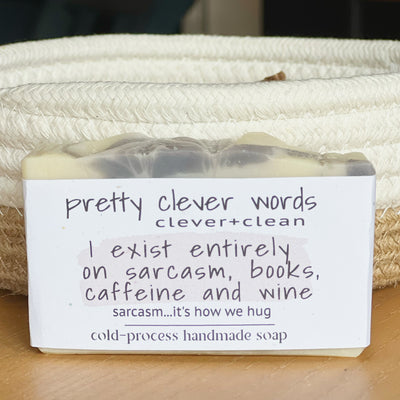 pretty clever words
clever+clean
I exist entirely
on sarcasm, books,
caffeine and wine
sarcasm...it's how we hug
cold-process handmade soap